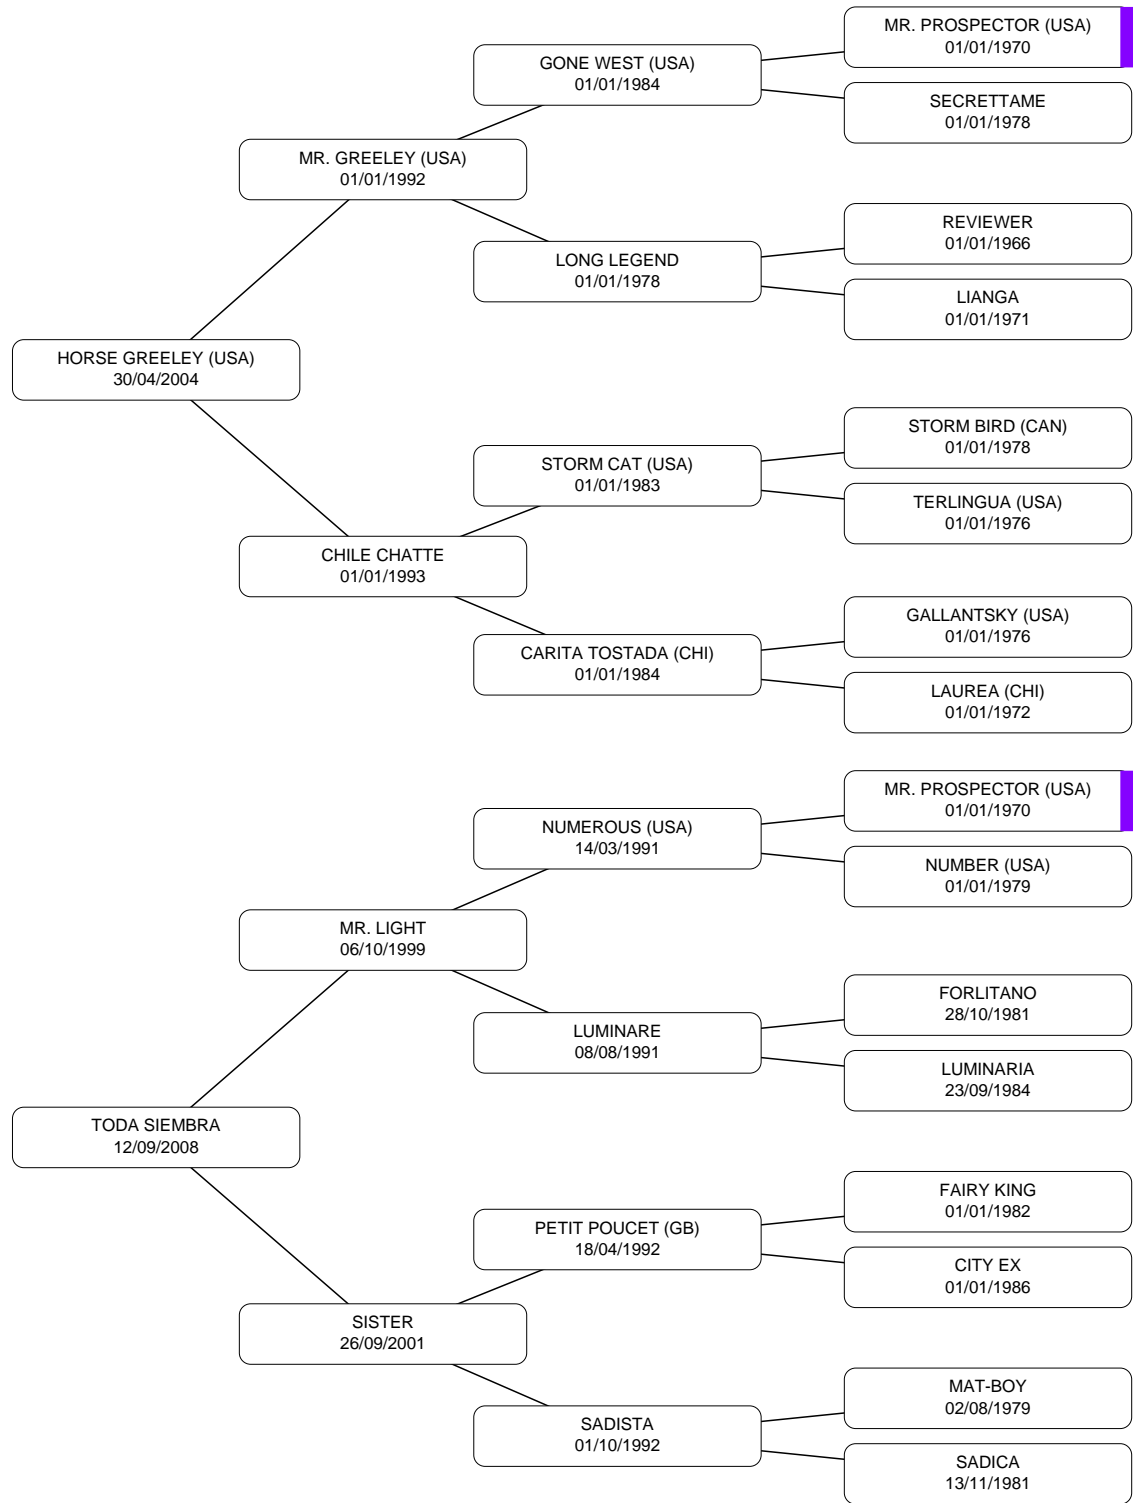 MR. PROSPECTOR (USA)
01/01/1970
GONE WEST (USA)
01/01/1984
SECRETTAME
01/01/1978
MR. GREELEY (USA)
01/01/1992
REVIEWER
01/01/1966
LONG LEGEND
01/01/1978
LIANGA
01/01/1971
HORSE GREELEY (USA)
30/04/2004
STORM BIRD (CAN)
01/01/1978
STORM CAT (USA)
01/01/1983
TERLINGUA (USA)
01/01/1976
CHILE CHATTE
01/01/1993
GALLANTSKY (USA)
01/01/1976
CARITA TOSTADA (CHI)
01/01/1984
LAUREA (CHI)
01/01/1972
MR. PROSPECTOR (USA)
01/01/1970
NUMEROUS (USA)
14/03/1991
NUMBER (USA)
01/01/1979
MR. LIGHT
06/10/1999
FORLITANO
28/10/1981
LUMINARE
08/08/1991
LUMINARIA
23/09/1984
TODA SIEMBRA
12/09/2008
FAIRY KING
01/01/1982
PETIT POUCET (GB)
18/04/1992
CITY EX
01/01/1986
SISTER
26/09/2001
MAT-BOY
02/08/1979
SADISTA
01/10/1992
SADICA
13/11/1981